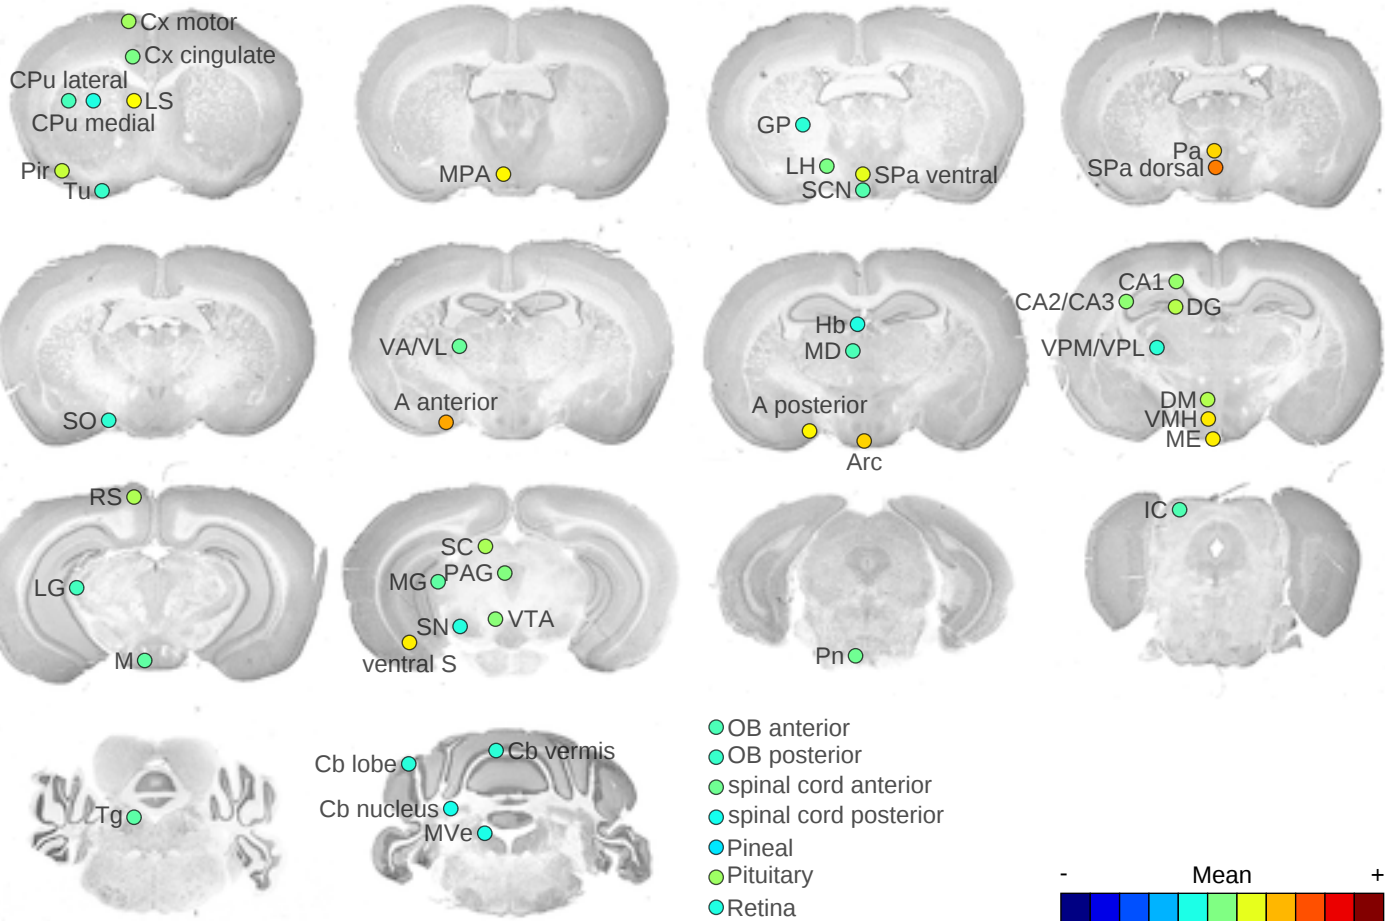 Cx motor
Cx cingulate
CPu lateral
LS
CPu medial
Pir
Tu
MPA
GP
LH
SPa ventral
SCN
Pa
SPa dorsal
SO
VA/VL
A anterior
Hb
MD
A posterior
Arc
CA1
CA2/CA3
DG
VPM/VPL
DM
VMH
ME
RS
LG
M
SC
PAG
MG
VTA
SN
ventral S
Pn
IC
Tg
Cb lobe
Cb vermis
Cb nucleus
MVe
OB anterior
OB posterior
spinal cord anterior
spinal cord posterior
Pineal
Pituitary
Retina
- Mean +